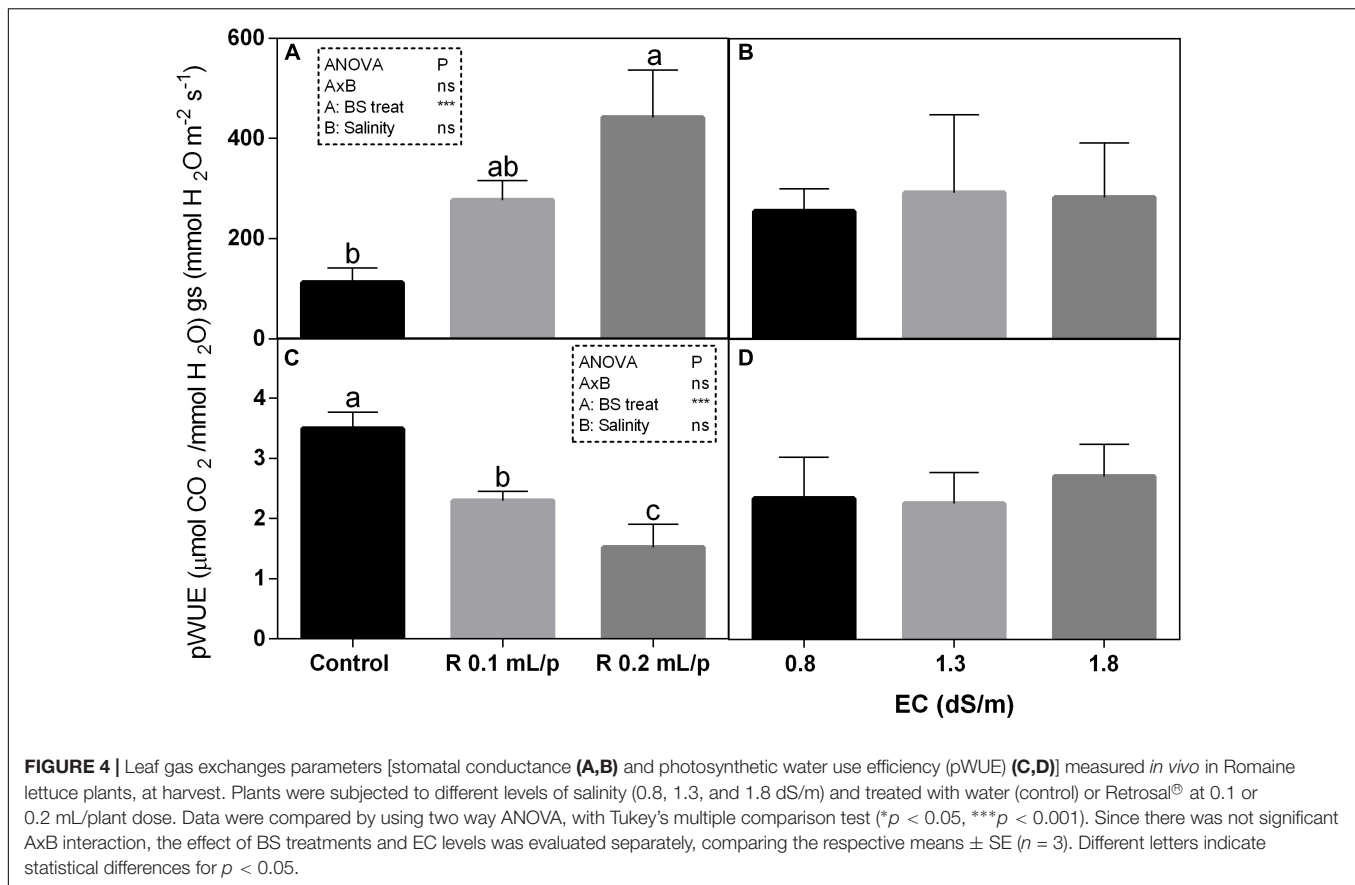 pWUE (μmol CO2 /mmol H2O) gs (mmol H2O m-2 s-1)
600
400
200
0
A
ANOVA P
AxB ns
A: BS treat ***
B: Salinity ns
b
ab
a
B
4
3
2
1
0
C
ANOVA P
AxB ns
A: BS treat ***
B: Salinity ns
a
b
c
D
Control R 0.1 mL/p R 0.2 mL/p
0.8 1.3 1.8
EC (dS/m)
FIGURE 4 | Leaf gas exchanges parameters [stomatal conductance (A,B) and photosynthetic water use efficiency (pWUE) (C,D)] measured in vivo in Romaine
lettuce plants, at harvest. Plants were subjected to different levels of salinity (0.8, 1.3, and 1.8 dS/m) and treated with water (control) or Retrosal® at 0.1 or
0.2 mL/plant dose. Data were compared by using two way ANOVA, with Tukey's multiple comparison test (*p < 0.05, ***p < 0.001). Since there was not significant
AxB interaction, the effect of BS treatments and EC levels was evaluated separately, comparing the respective means ± SE (n = 3). Different letters indicate
statistical differences for p < 0.05.